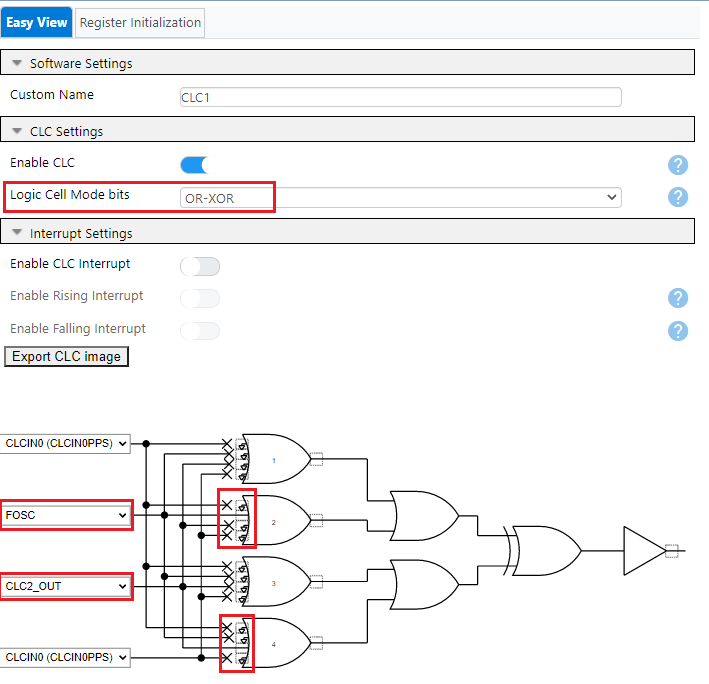 Easy View
Register Initialization
Software Settings
Custom Name
CLC1
CLC Settings
Enable CLC
?
Logic Cell Mode bits
OR-XOR
?
Interrupt Settings
Enable CLC Interrupt
Enable Rising Interrupt
?
Enable Falling Interrupt
?
Export CLC image
CLCIN0 (CLCIN0PPS)
1
FOSC
2
CLC2_OUT
3
CLCIN0 (CLCIN0PPS)
4